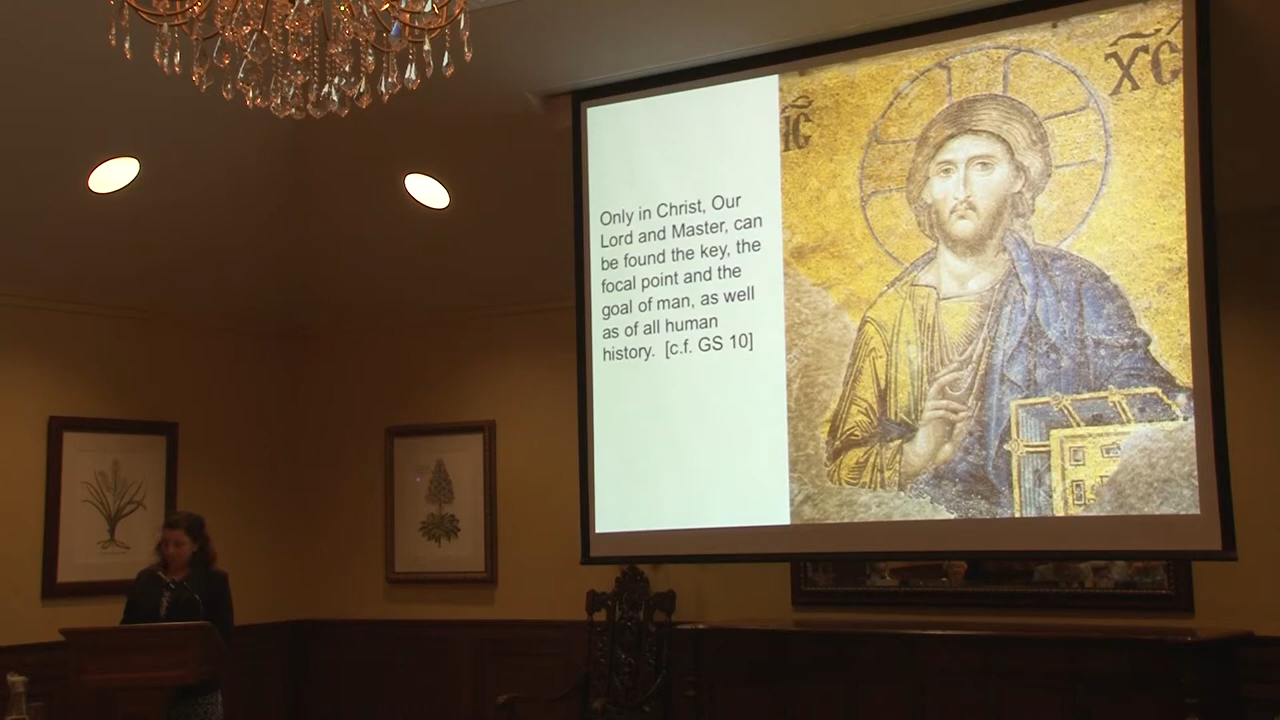 Only in Christ, Our
Lord and Master, can
be found the key, the
focal point and the
goal of man, as well
as of all human
history.  [c.f. GS 10]
ΙC
XC